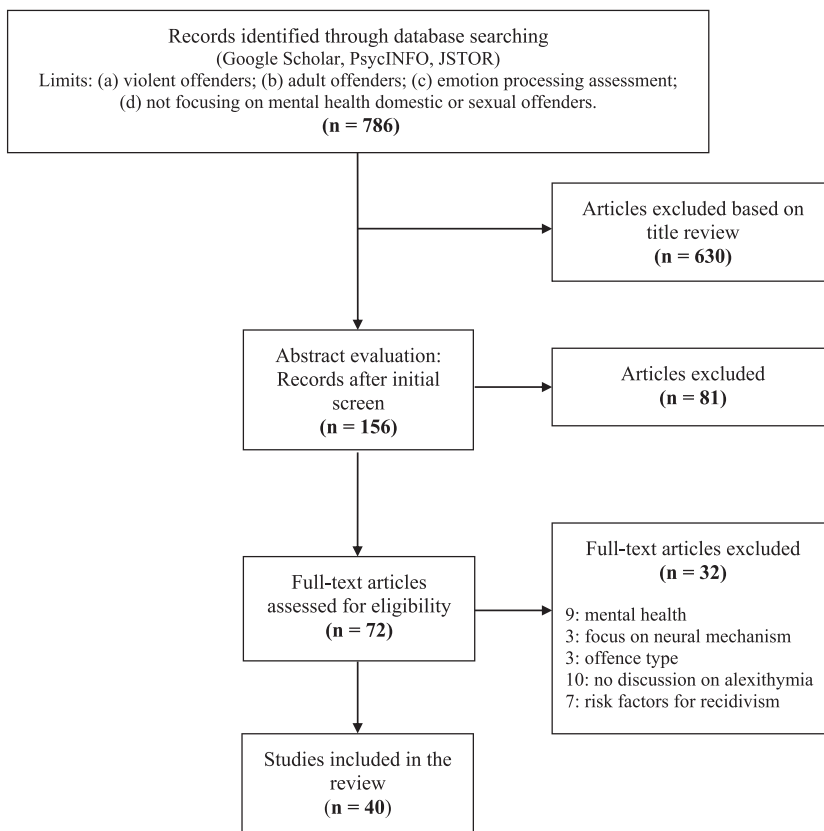 Records identified through database searching
(Google Scholar, PsycINFO, JSTOR)
Limits: (a) violent offenders; (b) adult offenders; (c) emotion processing assessment;
(d) not focusing on mental health domestic or sexual offenders.
(n = 786)
Articles excluded based on
title review
(n = 630)
Abstract evaluation:
Records after initial
screen
(n = 156)
Articles excluded
(n = 81)
Full-text articles
assessed for eligibility
(n = 72)
Full-text articles excluded
(n = 32)
9: mental health
3: focus on neural mechanism
3: offence type
10: no discussion on alexithymia
7: risk factors for recidivism
Studies included in the
review
(n = 40)